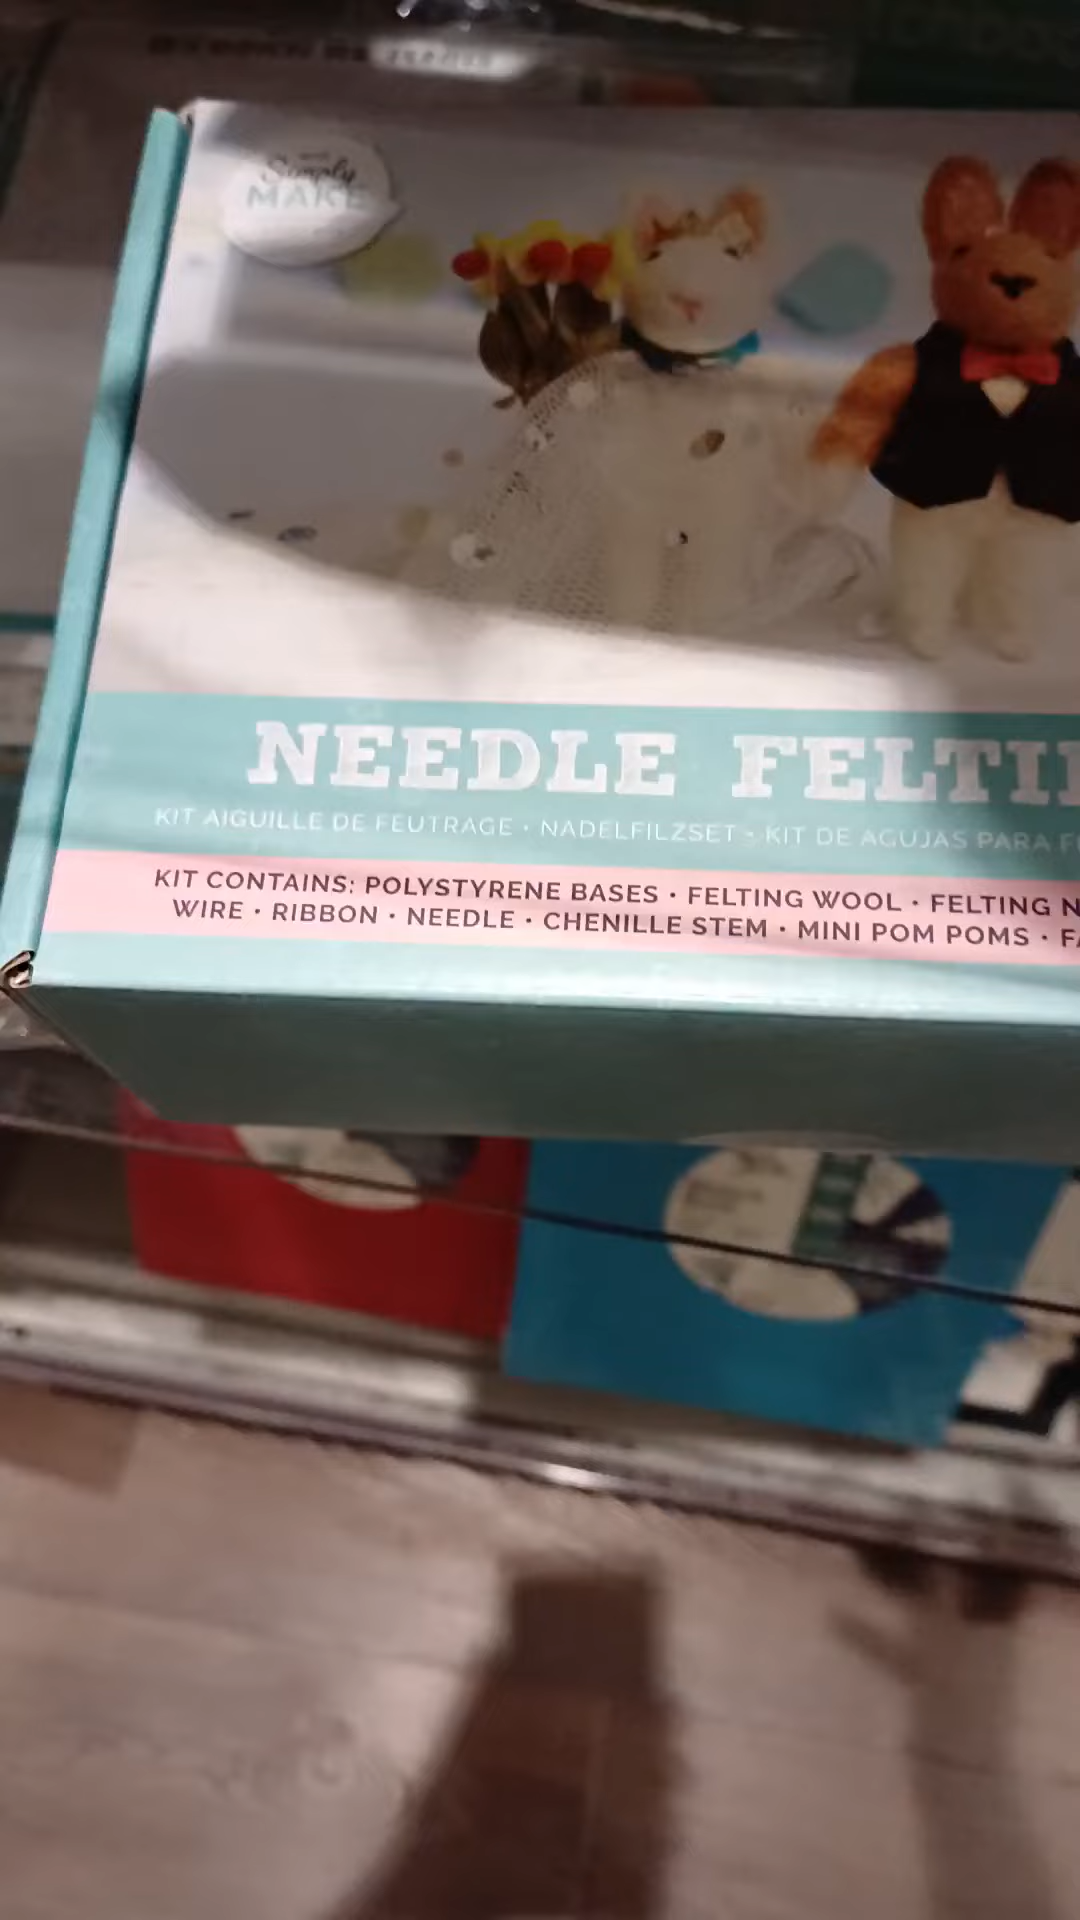 Simply
MAKE
NEEDLE FELTI
KIT AIGUILLE DE FEUTRAGE · NADELFILZSET · KIT DE AGUJAS PARA F
KIT CONTAINS: POLYSTYRENE BASES · FELTING WOOL · FELTING N
WIRE · RIBBON · NEEDLE · CHENILLE STEM · MINI POM POMS · FA